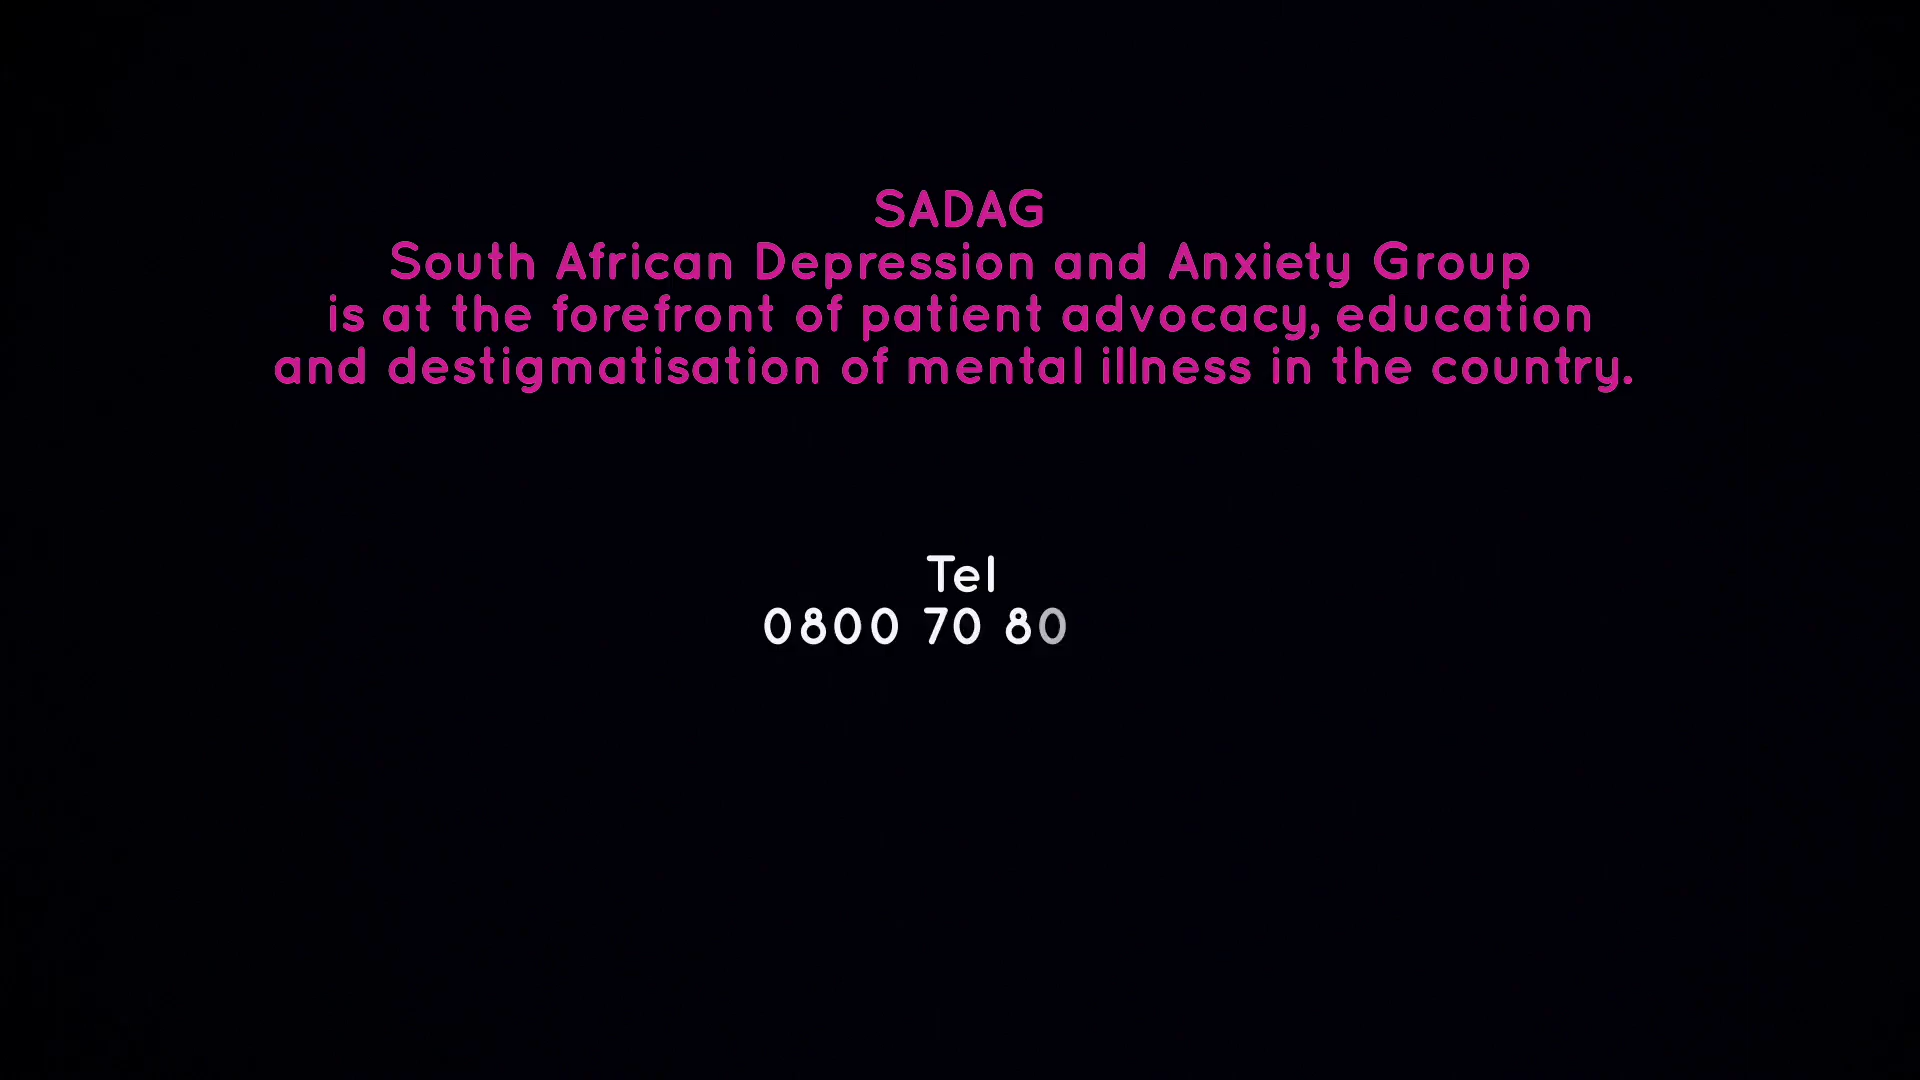 SADAG
South African Depression and Anxiety Group
is at the forefront of patient advocacy, education
and destigmatisation of mental illness in the country.
Tel
0800 70 80